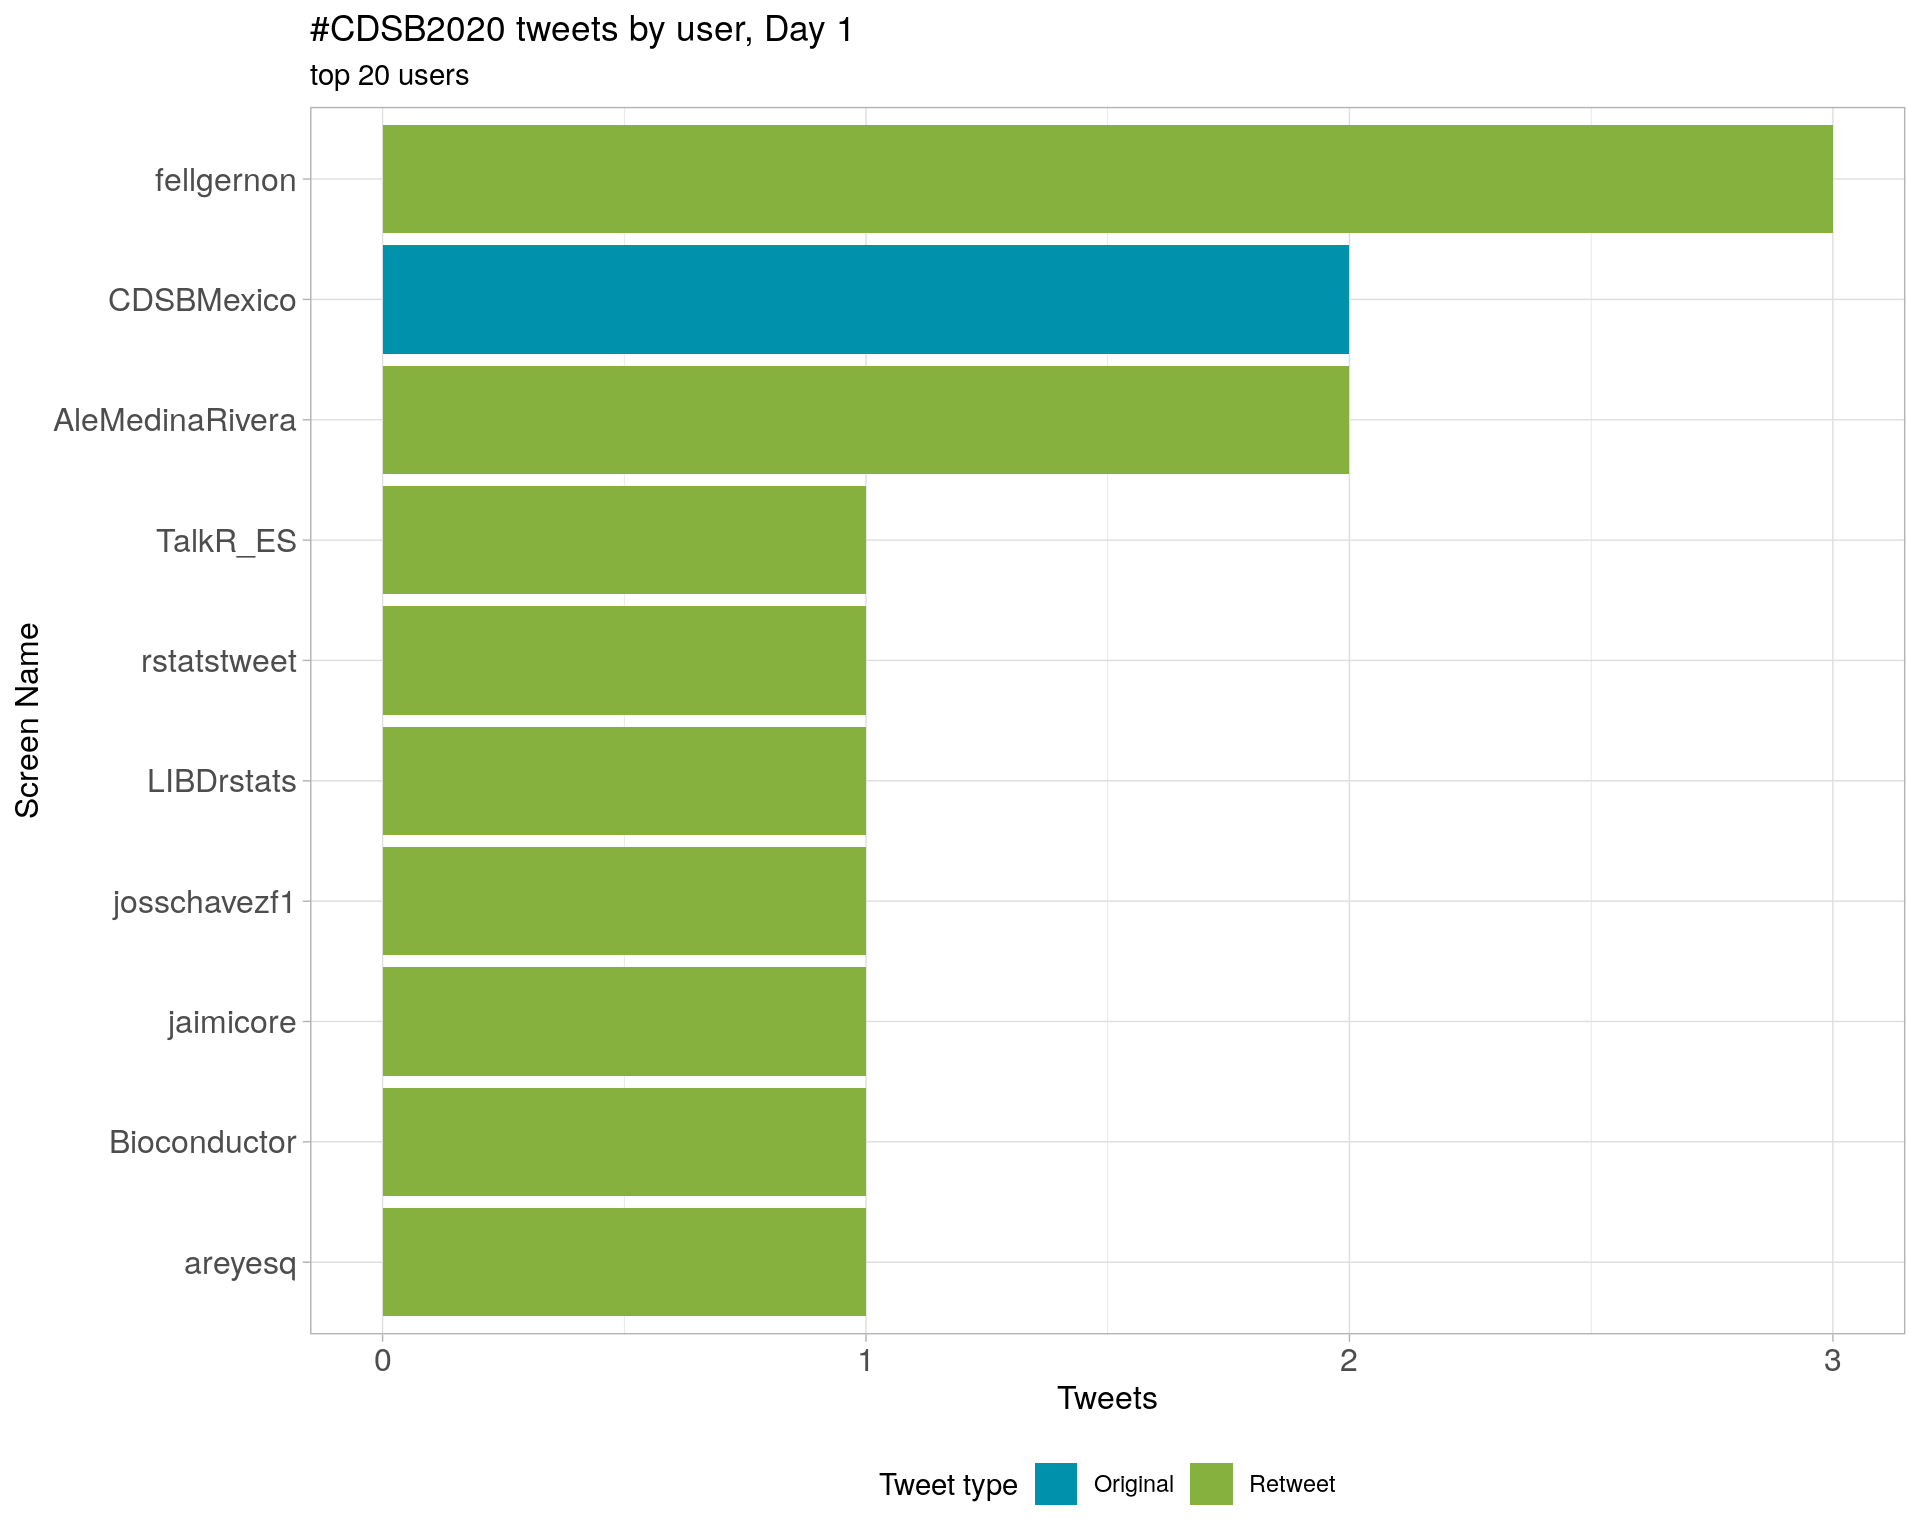 #CDSB2020 tweets by user, Day 1
top 20 users
Screen Name
fellgernon
CDSBMexico
AleMedinaRivera
TalkR_ES
rstatstweet
LIBDrstats
josschavezf1
jaimicore
Bioconductor
areyesq
0 1 2 3
Tweets
Tweet type Original Retweet